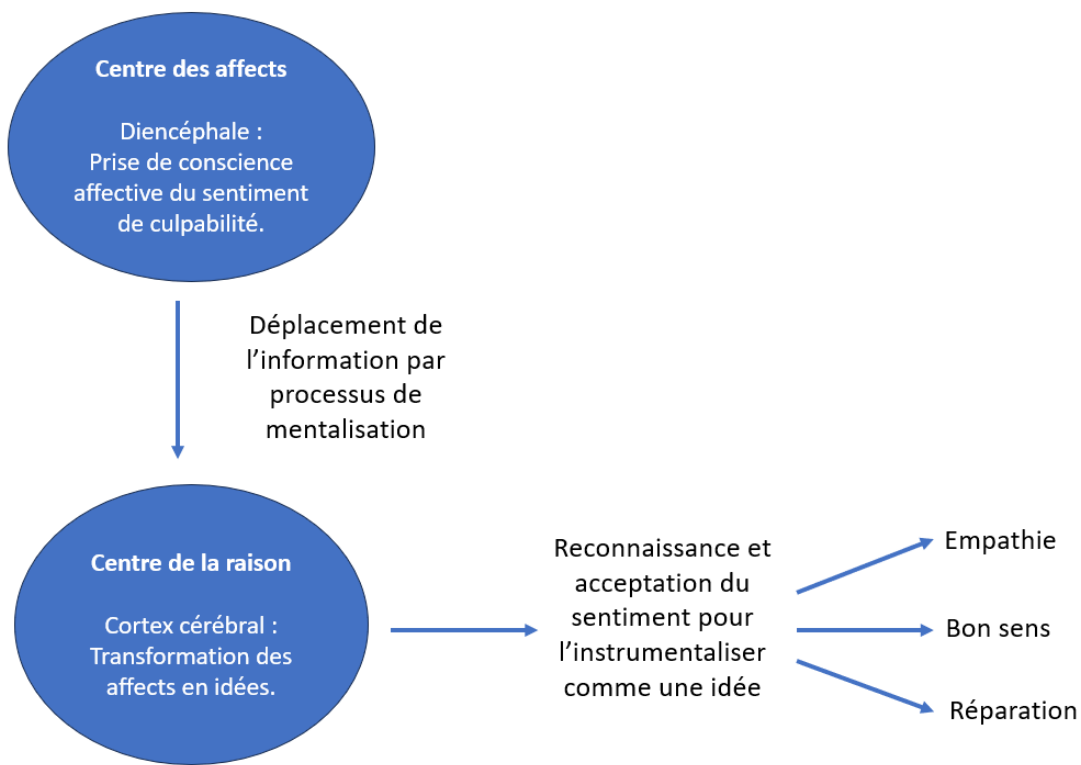 Centre des affects
Diencéphale :
Prise de conscience
affective du sentiment
de culpabilité.
Déplacement de
l’information par
processus de
mentalisation
Centre de la raison
Cortex cérébral :
Transformation des
affects en idées.
Reconnaissance et
acceptation du
sentiment pour
l’instrumentaliser
comme une idée
Empathie
Bon sens
Réparation